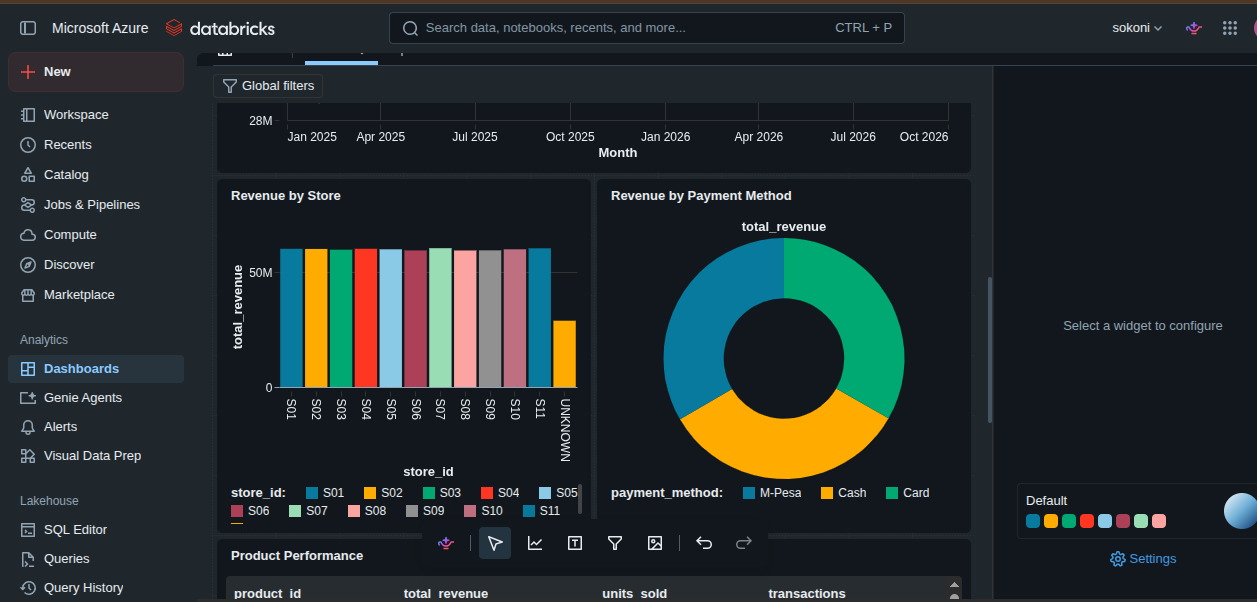 Microsoft Azure databricks Search data, notebooks, recents, and more... CTRL + P sokoni
New
Workspace
Recents
Catalog
Jobs & Pipelines
Compute
Discover
Marketplace
Analytics
Dashboards
Genie Agents
Alerts
Visual Data Prep
Lakehouse
SQL Editor
Queries
Query History
Global filters
28M
Jan 2025 Apr 2025 Jul 2025 Oct 2025 Jan 2026 Apr 2026 Jul 2026 Oct 2026
Month
Revenue by Store
total_revenue
50M
0
S01 S02 S03 S04 S05 S06 S07 S08 S09 S10 S11 UNKNOWN
store_id
store_id: S01 S02 S03 S04 S05
S06 S07 S08 S09 S10 S11
Revenue by Payment Method
total_revenue
payment_method: M-Pesa Cash Card
Product Performance
product_id total_revenue units_sold transactions
Select a widget to configure
Default
Settings